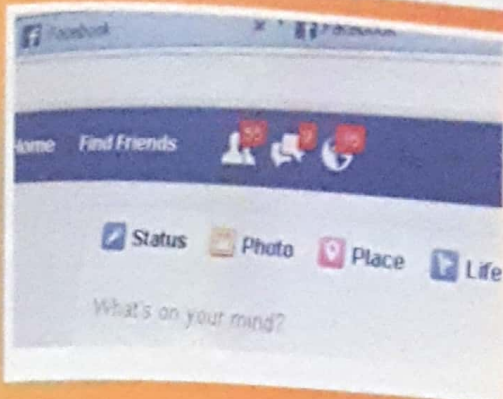 Facebook
Home Find Friends
Status Photo Place Life
What's on your mind?